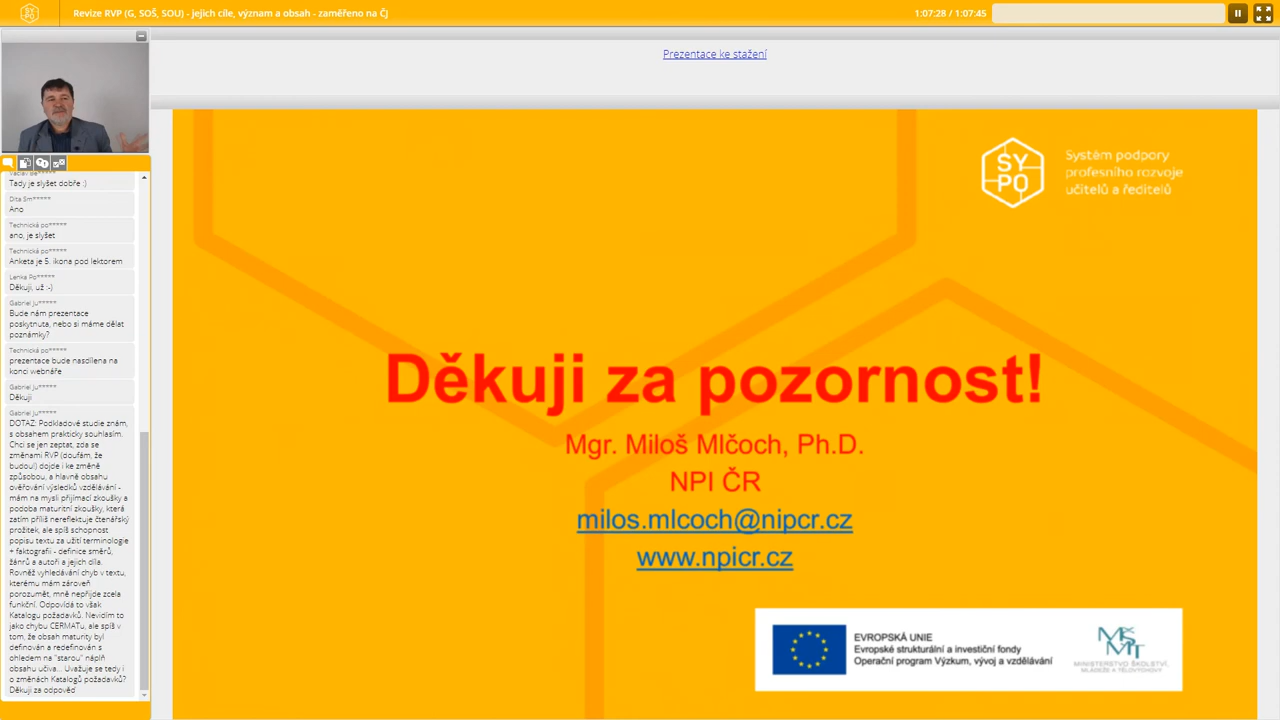 Revize RVP (G, SOŠ, SOU) - jejich cíle, význam a obsah - zaměřeno na Čj
1:07:28 / 1:07:45
Prezentace ke stažení
Tady je slyšet dobře :)
Dita Sm*****
Ano
Technická po*****
ano, je slyšet
Technická po*****
Anketa je 5. ikona pod lektorem
Lenka Po*****
Děkuji, už :-)
Gabriel Ju*****
Bude nám prezentace
poskytnuta, nebo si máme dělat
poznámky?
Technická po*****
prezentace bude nasdílena na
konci webináře
Gabriel Ju*****
Děkuji
Gabriel Ju*****
DOTAZ: Podkladové studie znám,
s obsahem prakticky souhlasím.
Chci se jen zeptat, zda se
změnami RVP (doufám, že
budou!) dojde i ke změně
způsobou, a hlavně obsahu
ověřování výsledků vzdělávání -
mám na mysli přijímací zkoušky a
podoba maturitní zkoušky, která
zatím příliš nereflektuje čtenářský
prožitek, ale spíš schopnost
popisu textu za užití terminologie
+ faktografii - definice směrů,
žánrů a autorů a jejich díla.
Rovněž vyhledávání chyb v textu,
kterému mám zároveň
porozumět, mně nepřijde zcela
funkční. Odpovídá to však
Katalogu požadavků. Nevidím to
jako chybu CERMATu, ale spíš v
tom, že obsah maturity byl
definován a redefinován s
ohledem na "starou" náplň
obsahu učiva... Uvažuje se tedy i
o změnách Katalogů požadavků?
Děkuji za odpověď
SYPO
Systém podpory
profesního rozvoje
učitelů a ředitelů
Děkuji za pozornost!
Mgr. Miloš Mlčoch, Ph.D.
NPI ČR
milos.mlcoch@nipcr.cz
www.npicr.cz
EVROPSKÁ UNIE
Evropské strukturální a investiční fondy
Operační program Výzkum, vývoj a vzdělávání
MŠMT
MINISTERSTVO ŠKOLSTVÍ,
MLÁDEŽE A TĚLOVÝCHOVY